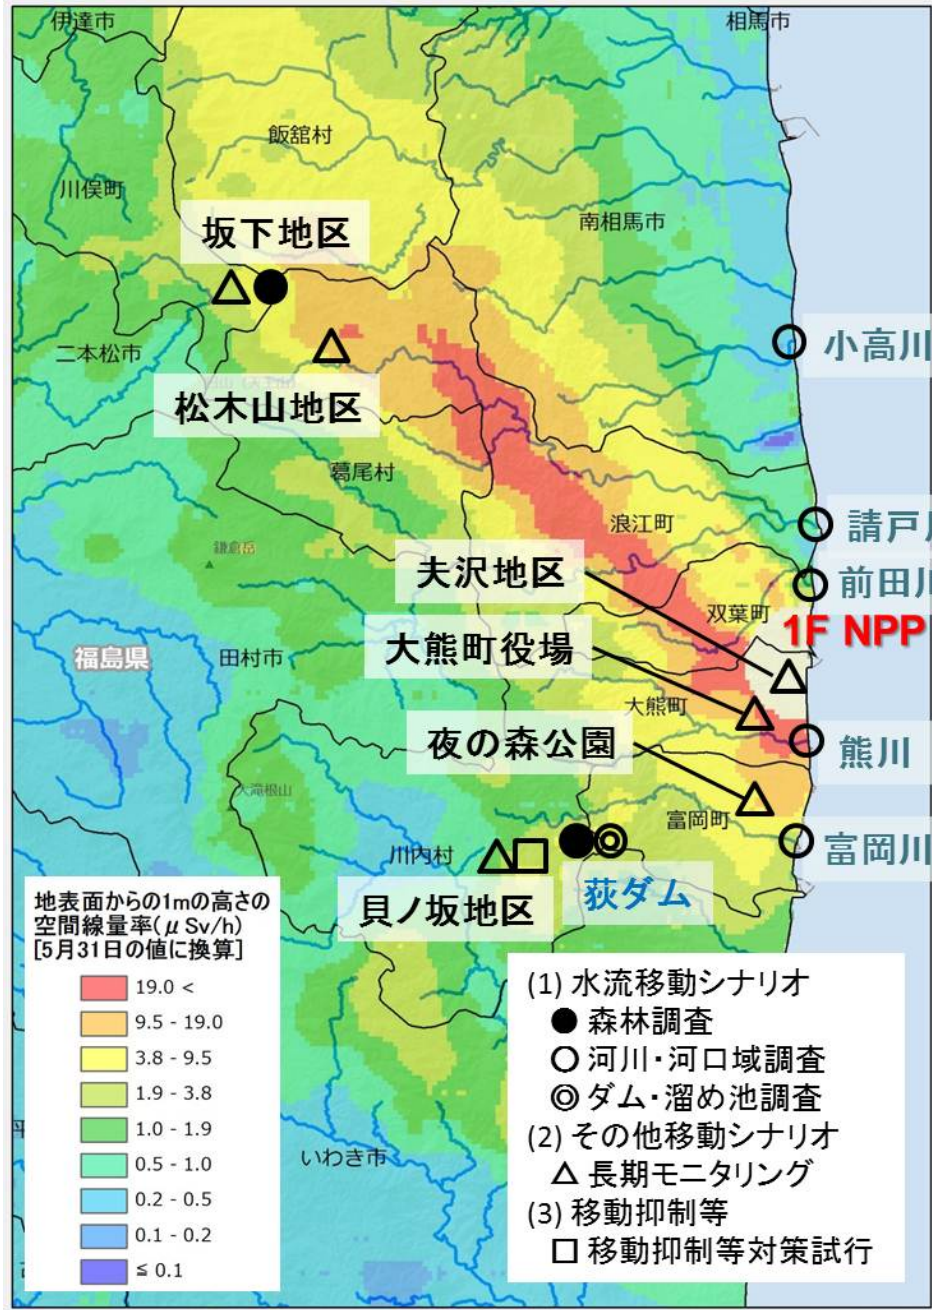 伊達市
相馬市
飯舘村
川俣町
坂下地区
南相馬市
二本松市
小高川
松木山地区
葛尾村
浪江町
請戸
鎌倉岳
夫沢地区
前田川
双葉町
1F NPP
福島県
田村市
大熊町役場
大熊町
熊川
夜の森公園
大滝根山
富岡町
川内村
富岡川
貝ノ坂地区
荻ダム
地表面からの1mの高さの
空間線量率(μSv/h)
[5月31日の値に換算]
19.0 <
9.5 - 19.0
3.8 - 9.5
1.9 - 3.8
1.0 - 1.9
0.5 - 1.0
0.2 - 0.5
0.1 - 0.2
≦ 0.1
いわき市
(1) 水流移動シナリオ
● 森林調査
○ 河川・河口域調査
◎ ダム・溜め池調査
(2) その他移動シナリオ
△ 長期モニタリング
(3) 移動抑制等
□ 移動抑制等対策試行